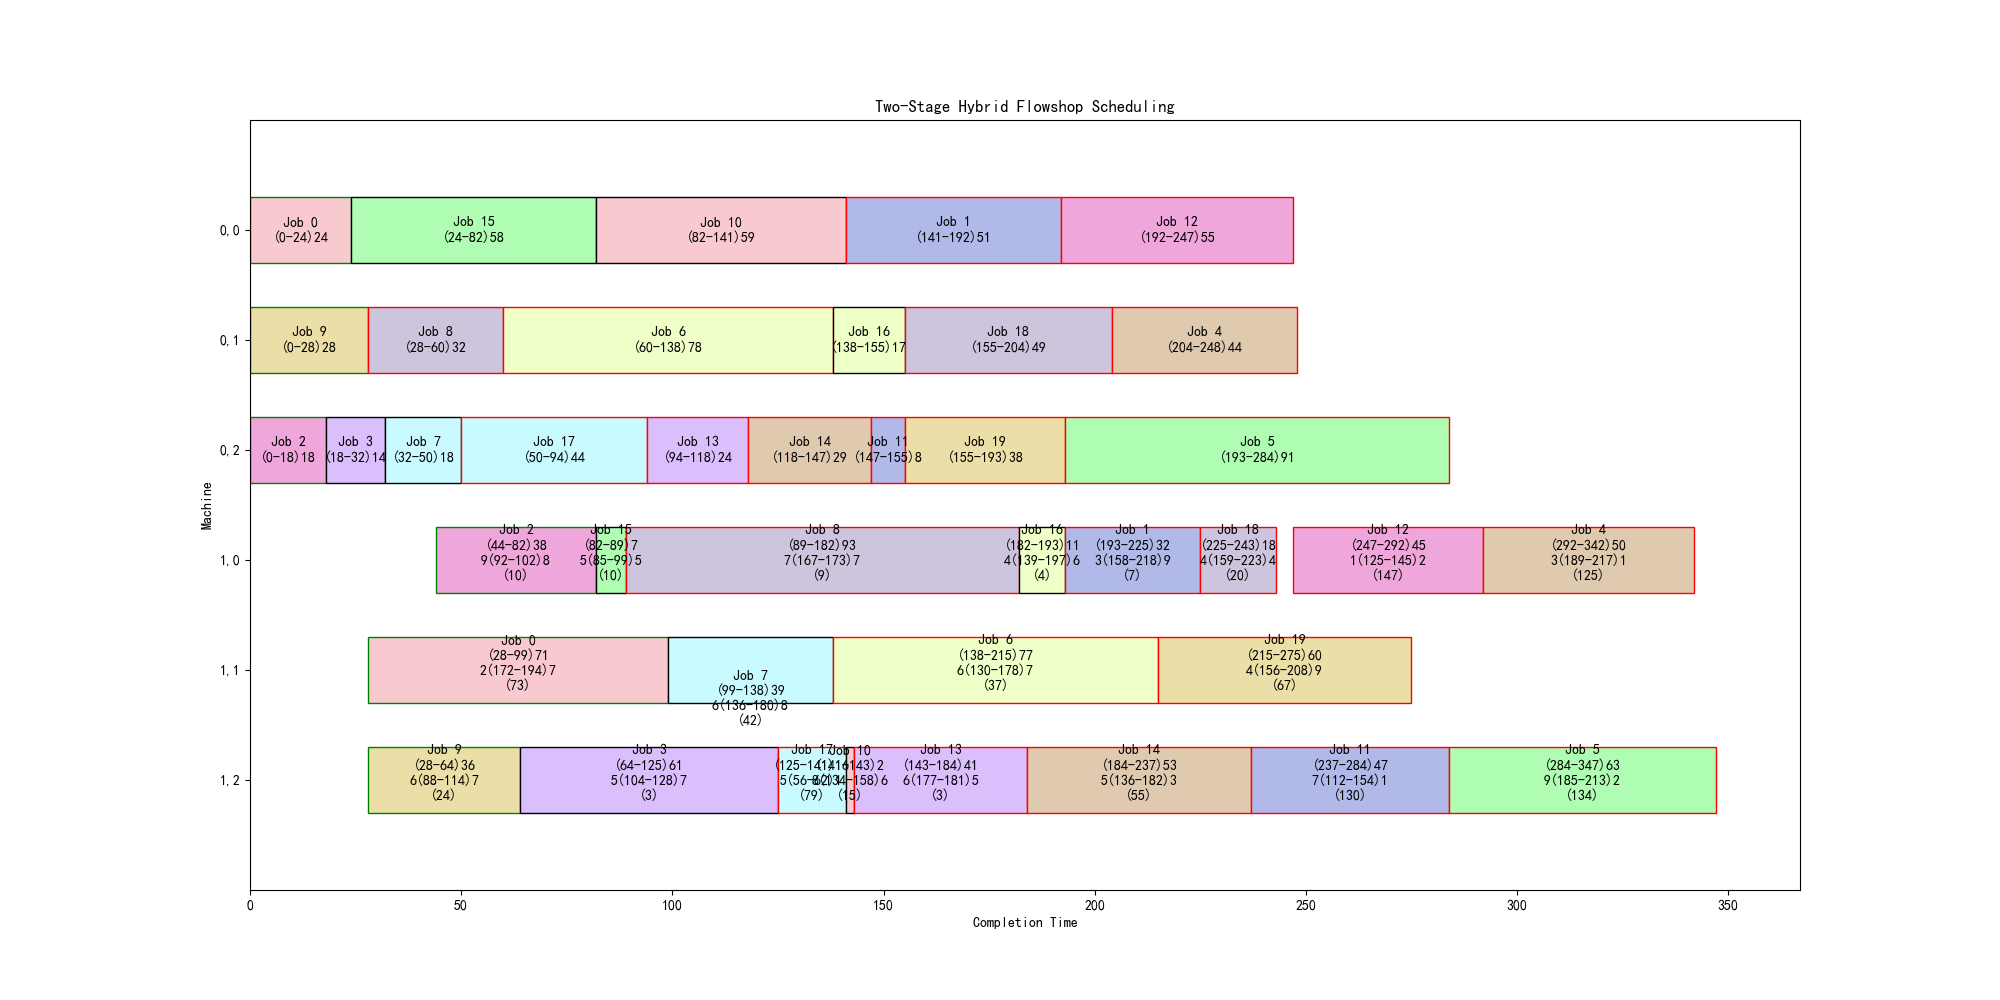 Two-Stage Hybrid Flowshop Scheduling
Machine
0,0
Job 0
(0-24)24
Job 15
(24-82)58
Job 10
(82-141)59
Job 1
(141-192)51
Job 12
(192-247)55
0,1
Job 9
(0-28)28
Job 8
(28-60)32
Job 6
(60-138)78
Job 16
(138-155)17
Job 18
(155-204)49
Job 4
(204-248)44
0,2
Job 2
(0-18)18
Job 3
(18-32)14
Job 7
(32-50)18
Job 17
(50-94)44
Job 13
(94-118)24
Job 14
(118-147)29
Job 11
(147-155)8
Job 19
(155-193)38
Job 5
(193-284)91
1,0
Job 2
(44-82)38
9(92-102)8
(10)
Job 15
(82-89)7
5(85-99)5
(10)
Job 8
(89-182)93
7(167-173)7
(9)
Job 16
(182-193)11
4(139-197)6
(4)
Job 1
(193-225)32
3(158-218)9
(7)
Job 18
(225-243)18
4(159-223)4
(20)
Job 12
(247-292)45
1(125-145)2
(147)
Job 4
(292-342)50
3(189-217)1
(125)
1,1
Job 0
(28-99)71
2(172-194)7
(73)
Job 7
(99-138)39
6(136-180)8
(42)
Job 6
(138-215)77
6(130-178)7
(37)
Job 19
(215-275)60
4(156-208)9
(67)
1,2
Job 9
(28-64)36
6(88-114)7
(24)
Job 3
(64-125)61
5(104-128)7
(3)
Job 17
(79)
Job 10
(141-143)2
(15)
Job 13
(143-184)41
6(177-181)5
(3)
Job 14
(184-237)53
5(136-182)3
(55)
Job 11
(237-284)47
7(112-154)1
(130)
Job 5
(284-347)63
9(185-213)2
(134)
0
50
100
150
200
250
300
350
Completion Time